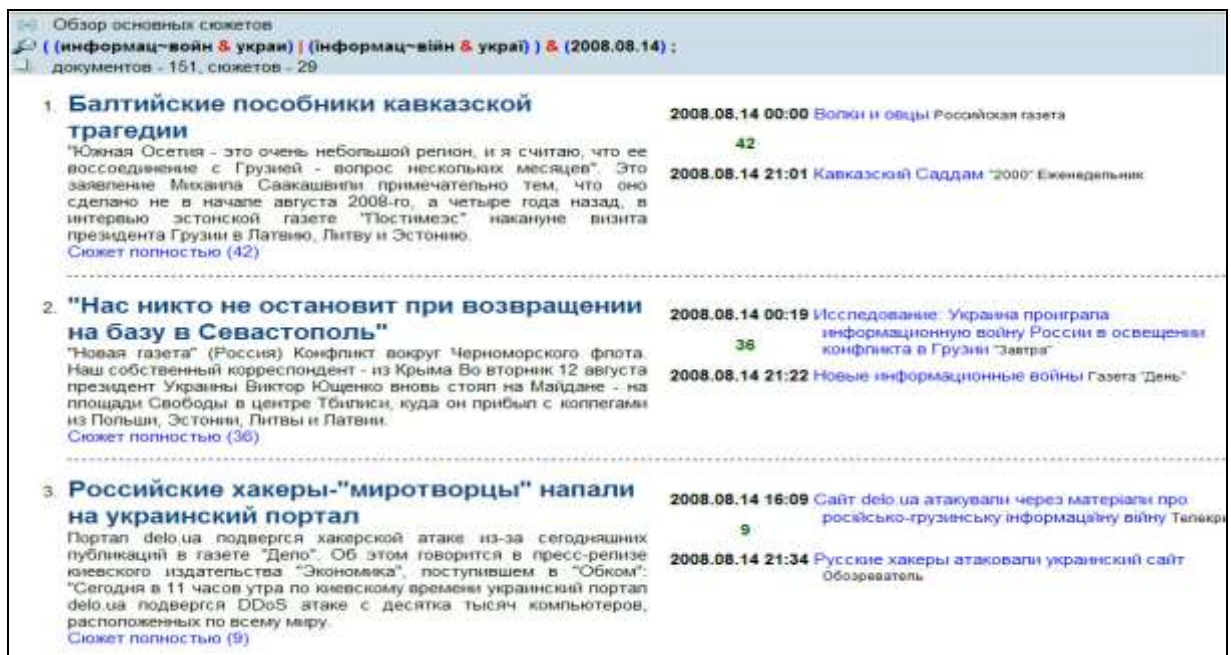 Обзор основных сюжетов
( (информац~войн & украи) | (інформац~війн & украї) ) & (2008.08.14) ;
документов - 151, сюжетов - 29
1. Балтийские пособники кавказской
трагедии
"Южная Осетия - это очень небольшой регион, и я считаю, что ее
воссоединение с Грузией - вопрос нескольких месяцев". Это
заявление Михаила Саакашвили примечательно тем, что оно
сделано не в начале августа 2008-го, а четыре года назад, в
интервью эстонской газете "Постимеэс" накануне визита
президента Грузии в Латвию, Литву и Эстонию.
Сюжет полностью (42)
2008.08.14 00:00 Волки и овцы Российская газета
42
2008.08.14 21:01 Кавказский Саддам "2000" Еженедельник
2. "Нас никто не остановит при возвращении
на базу в Севастополь"
"Новая газета" (Россия) Конфликт вокруг Черноморского флота.
Наш собственный корреспондент - из Крыма Во вторник 12 августа
президент Украины Виктор Ющенко вновь стоял на Майдане - на
площади Свободы в центре Тбилиси, куда он прибыл с коллегами
из Польши, Эстонии, Литвы и Латвии.
Сюжет полностью (36)
2008.08.14 00:19 Исследование: Украина проиграла
информационную войну России в освещении
конфликта в Грузии "Завтра"
36
2008.08.14 21:22 Новые информационные войны Газета "День"
3. Российские хакеры-"миротворцы" напали
на украинский портал
Портал delo.ua подвергся хакерской атаке из-за сегодняшних
публикаций в газете "Дело". Об этом говорится в пресс-релизе
киевского издательства "Экономика", поступившем в "Обком":
"Сегодня в 11 часов утра по киевскому времени украинский портал
delo.ua подвергся DDoS атаке с десятка тысяч компьютеров,
расположенных по всему миру.
Сюжет полностью (9)
2008.08.14 16:09 Сайт delo.ua атакували через матеріали про
російсько-грузинську інформаційну війну Телекри
9
2008.08.14 21:34 Русские хакеры атаковали украинский сайт
Обозреватель